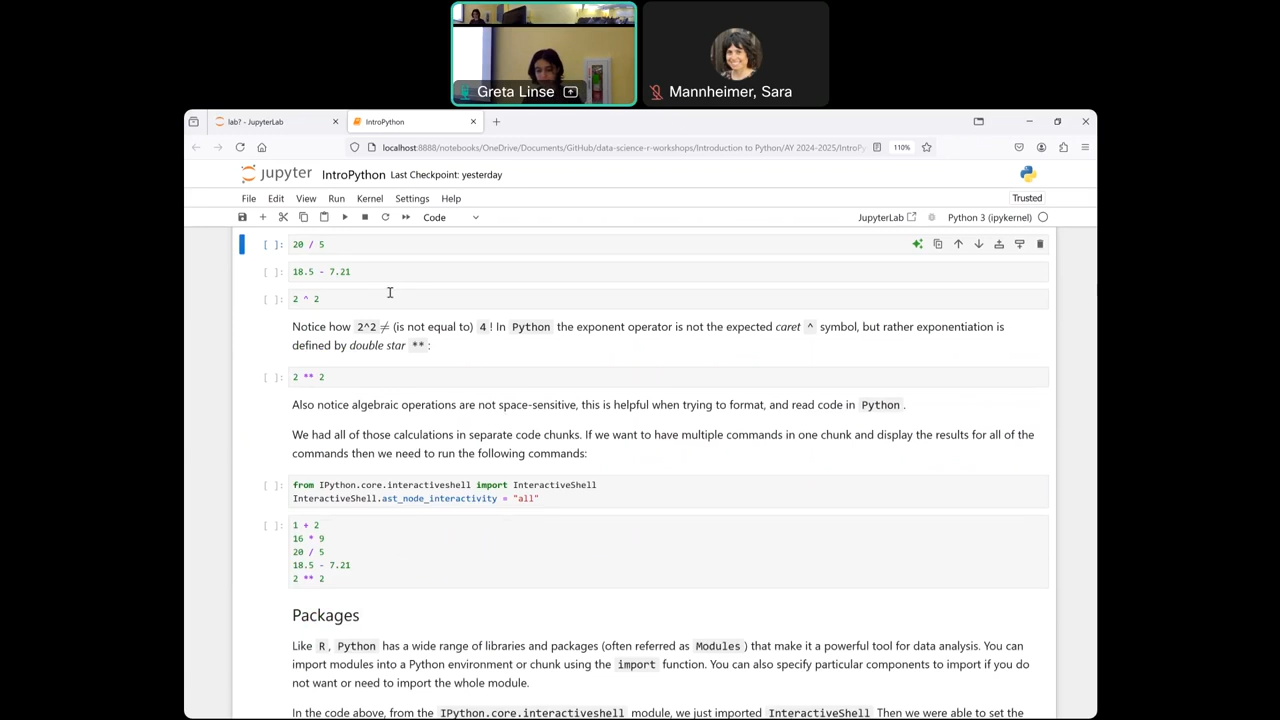 Greta Linse
Mannheimer, Sara
lab? - JupyterLab
IntroPython
localhost:8888/notebooks/OneDrive/Documents/GitHub/data-science-r-workshops/Introduction to Python/AY 2024-2025/IntroPy
110%
jupyter IntroPython Last Checkpoint: yesterday
File Edit View Run Kernel Settings Help
Trusted
Code
JupyterLab
Python 3 (ipykernel)
[ ]: 20 / 5
[ ]: 18.5 - 7.21
[ ]: 2 ^ 2
Notice how 2^2 ≠ (is not equal to) 4 ! In Python the exponent operator is not the expected caret ^ symbol, but rather exponentiation is
defined by double star ** :
[ ]: 2 ** 2
Also notice algebraic operations are not space-sensitive, this is helpful when trying to format, and read code in Python .
We had all of those calculations in separate code chunks. If we want to have multiple commands in one chunk and display the results for all of the
commands then we need to run the following commands:
[ ]: from IPython.core.interactiveshell import InteractiveShell
InteractiveShell.ast_node_interactivity = "all"
[ ]: 1 + 2
16 * 9
20 / 5
18.5 - 7.21
2 ** 2
Packages
Like R , Python has a wide range of libraries and packages (often referred as Modules ) that make it a powerful tool for data analysis. You can
import modules into a Python environment or chunk using the import function. You can also specify particular components to import if you do
not want or need to import the whole module.
In the code above, from the IPython.core.interactiveshell module, we just imported InteractiveShell Then we were able to set the